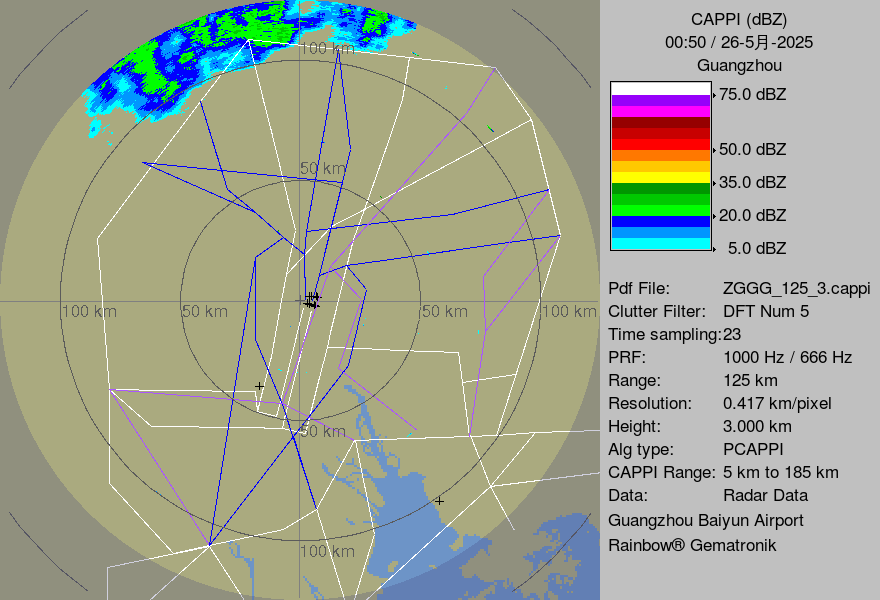 CAPPI (dBZ)
00:50 / 26-5月-2025
Guangzhou
75.0 dBZ
50.0 dBZ
35.0 dBZ
20.0 dBZ
5.0 dBZ
100 km
50 km
100 km
50 km
50 km
100 km
50 km
100 km
Pdf File: ZGGG_125_3.cappi
Clutter Filter: DFT Num 5
Time sampling:23
PRF: 1000 Hz / 666 Hz
Range: 125 km
Resolution: 0.417 km/pixel
Height: 3.000 km
Alg type: PCAPPI
CAPPI Range: 5 km to 185 km
Data: Radar Data
Guangzhou Baiyun Airport
Rainbow® Gematronik